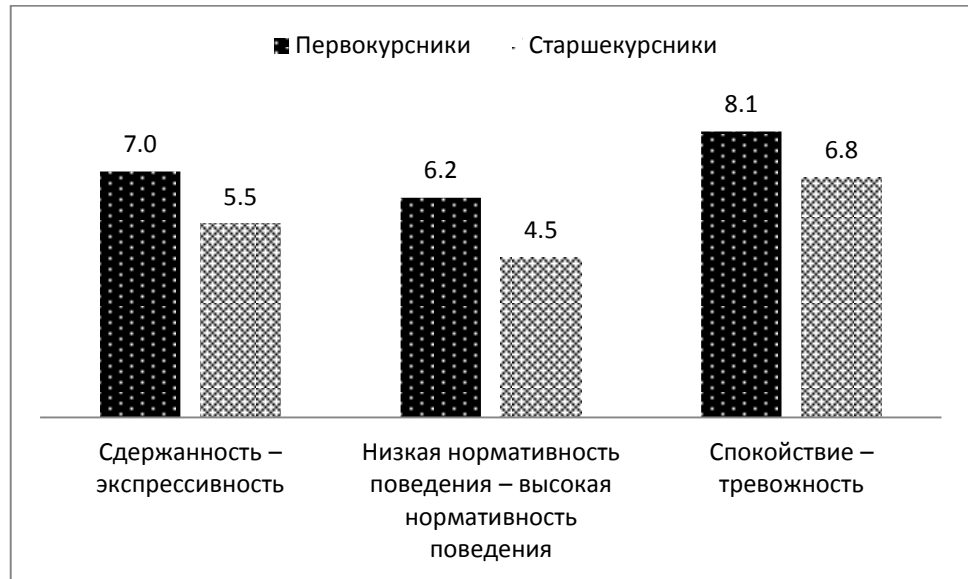 Первокурсники Старшекурсники
7.0
5.5
6.2
4.5
8.1
6.8
Сдержанность –
экспрессивность
Низкая нормативность
поведения – высокая
нормативность
поведения
Спокойствие –
тревожность